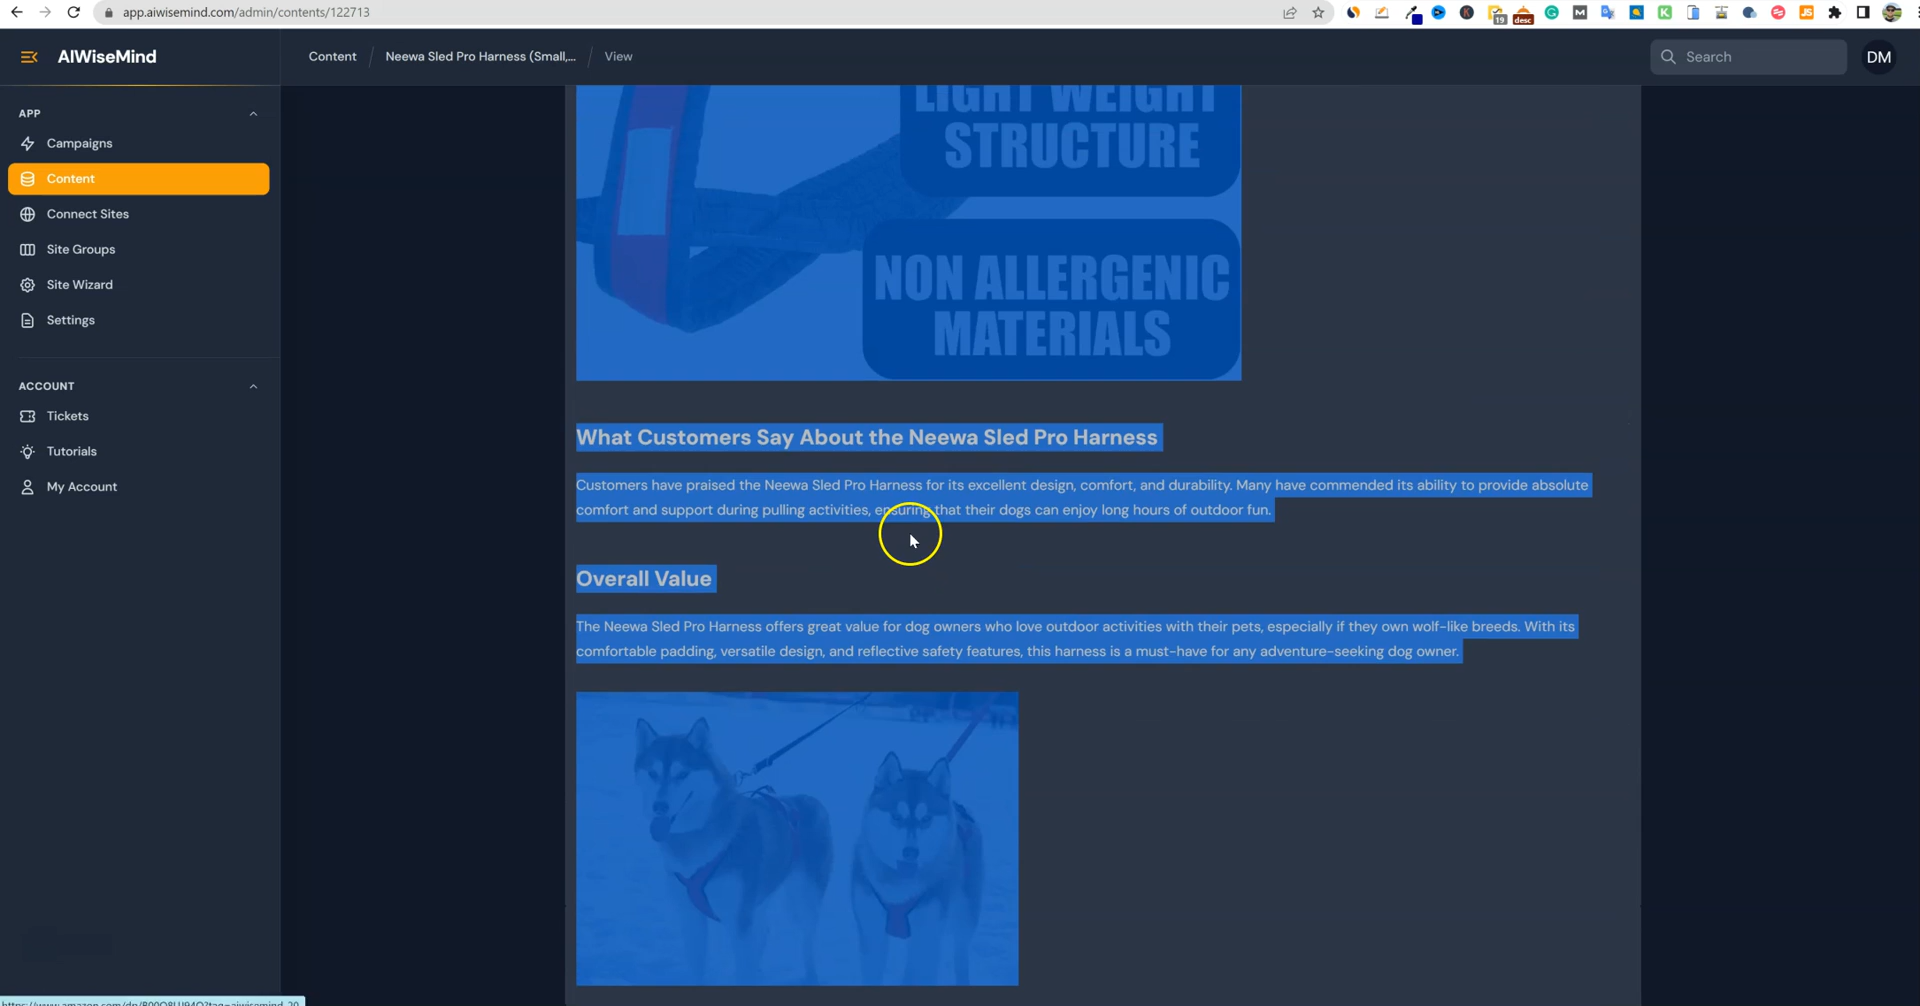 app.aiwisemind.com/admin/contents/122713
19
desc
AIWiseMind
Content / Neewa Sled Pro Harness (Small,... / View
Search
DM
APP
Campaigns
Content
Connect Sites
Site Groups
Site Wizard
Settings
ACCOUNT
Tickets
Tutorials
My Account
LIGHT WEIGHT
STRUCTURE
NON ALLERGENIC
MATERIALS
What Customers Say About the Neewa Sled Pro Harness
Customers have praised the Neewa Sled Pro Harness for its excellent design, comfort, and durability. Many have commended its ability to provide absolute
comfort and support during pulling activities, ensuring that their dogs can enjoy long hours of outdoor fun.
Overall Value
The Neewa Sled Pro Harness offers great value for dog owners who love outdoor activities with their pets, especially if they own wolf-like breeds. With its
comfortable padding, versatile design, and reflective safety features, this harness is a must-have for any adventure-seeking dog owner.